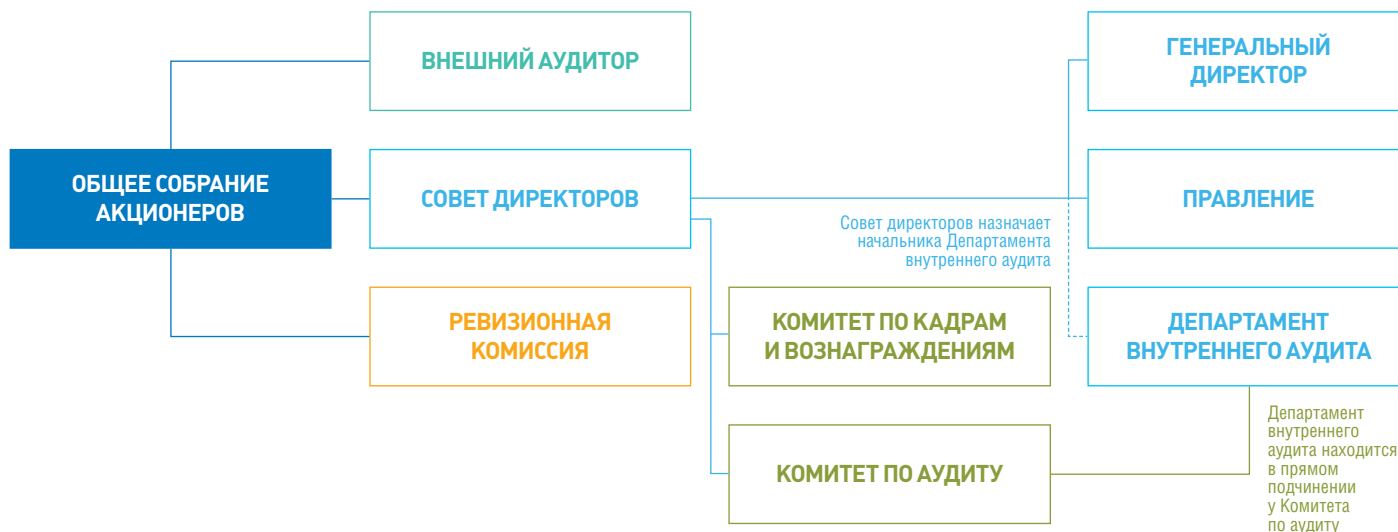 ВНЕШНИЙ АУДИТОР
ГЕНЕРАЛЬНЫЙ
ДИРЕКТОР
ОБЩЕЕ СОБРАНИЕ
АКЦИОНЕРОВ
СОВЕТ ДИРЕКТОРОВ
ПРАВЛЕНИЕ
Совет директоров назначает
начальника Департамента
внутреннего аудита
РЕВИЗИОННАЯ
КОМИССИЯ
КОМИТЕТ ПО КАДРАМ
И ВОЗНАГРАЖДЕНИЯМ
ДЕПАРТАМЕНТ
ВНУТРЕННЕГО АУДИТА
КОМИТЕТ ПО АУДИТУ
Департамент
внутреннего
аудита находится
в прямом
подчинении
у Комитета
по аудиту